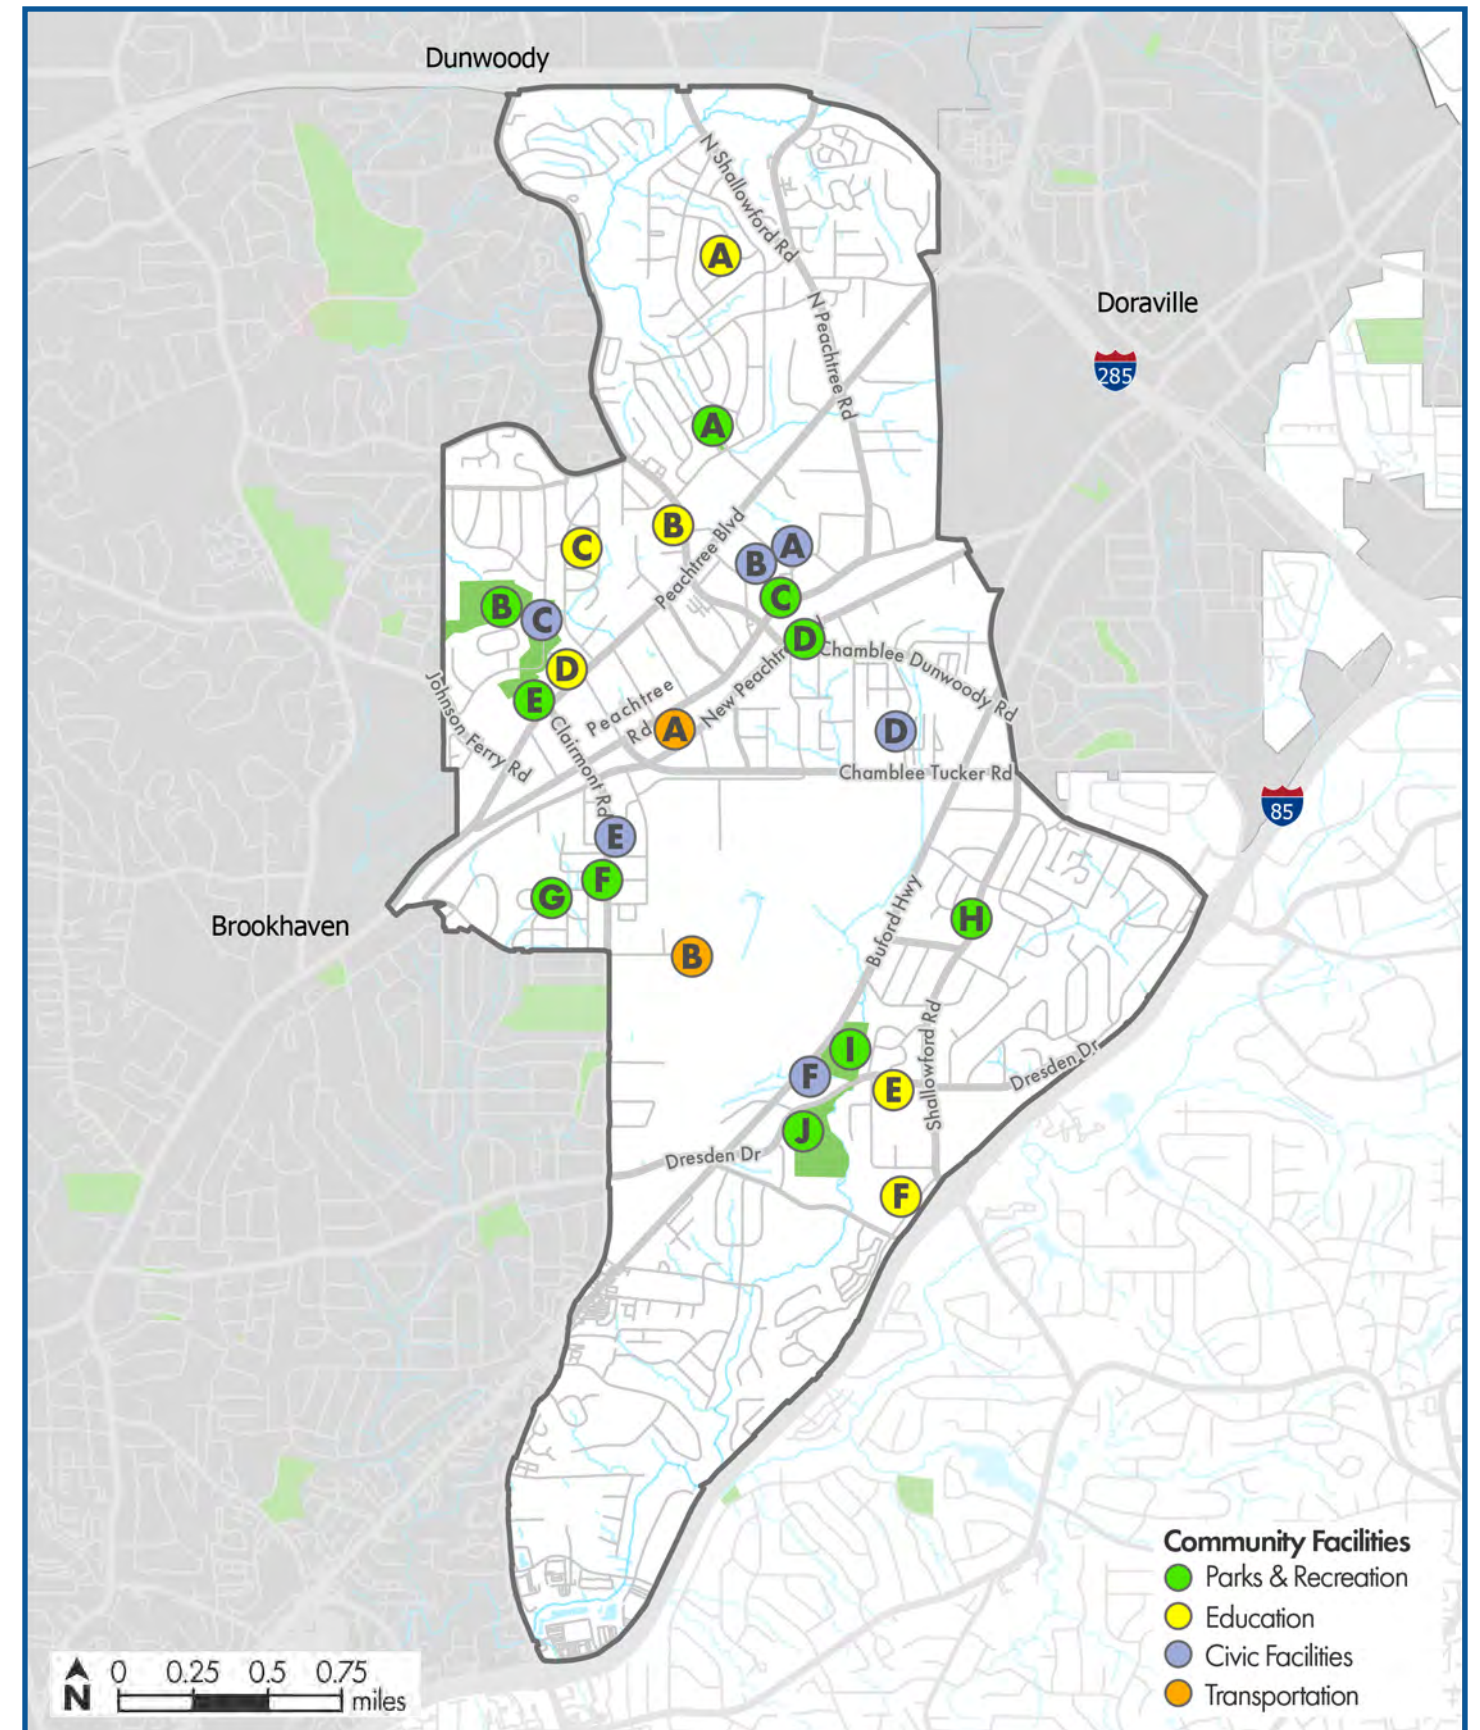 Dunwoody
N Shallowford Rd
A
Doraville
N Peachtree Rd
285
A
B
Peachtree Blvd
C
A
B
C
B
C
D
Chamblee Dunwoody Rd
D
Johnson Ferry Rd
E
Peachtree
Rd
New Peachtr
A
D
Clairmont Rd
Chamblee Tucker Rd
85
E
F
G
Buford Hwy
H
Brookhaven
B
Shallowford Rd
I
F
E
Dresden Dr
J
Dresden Dr
F
Community Facilities
Parks & Recreation
Education
Civic Facilities
Transportation
0 0.25 0.5 0.75
N miles